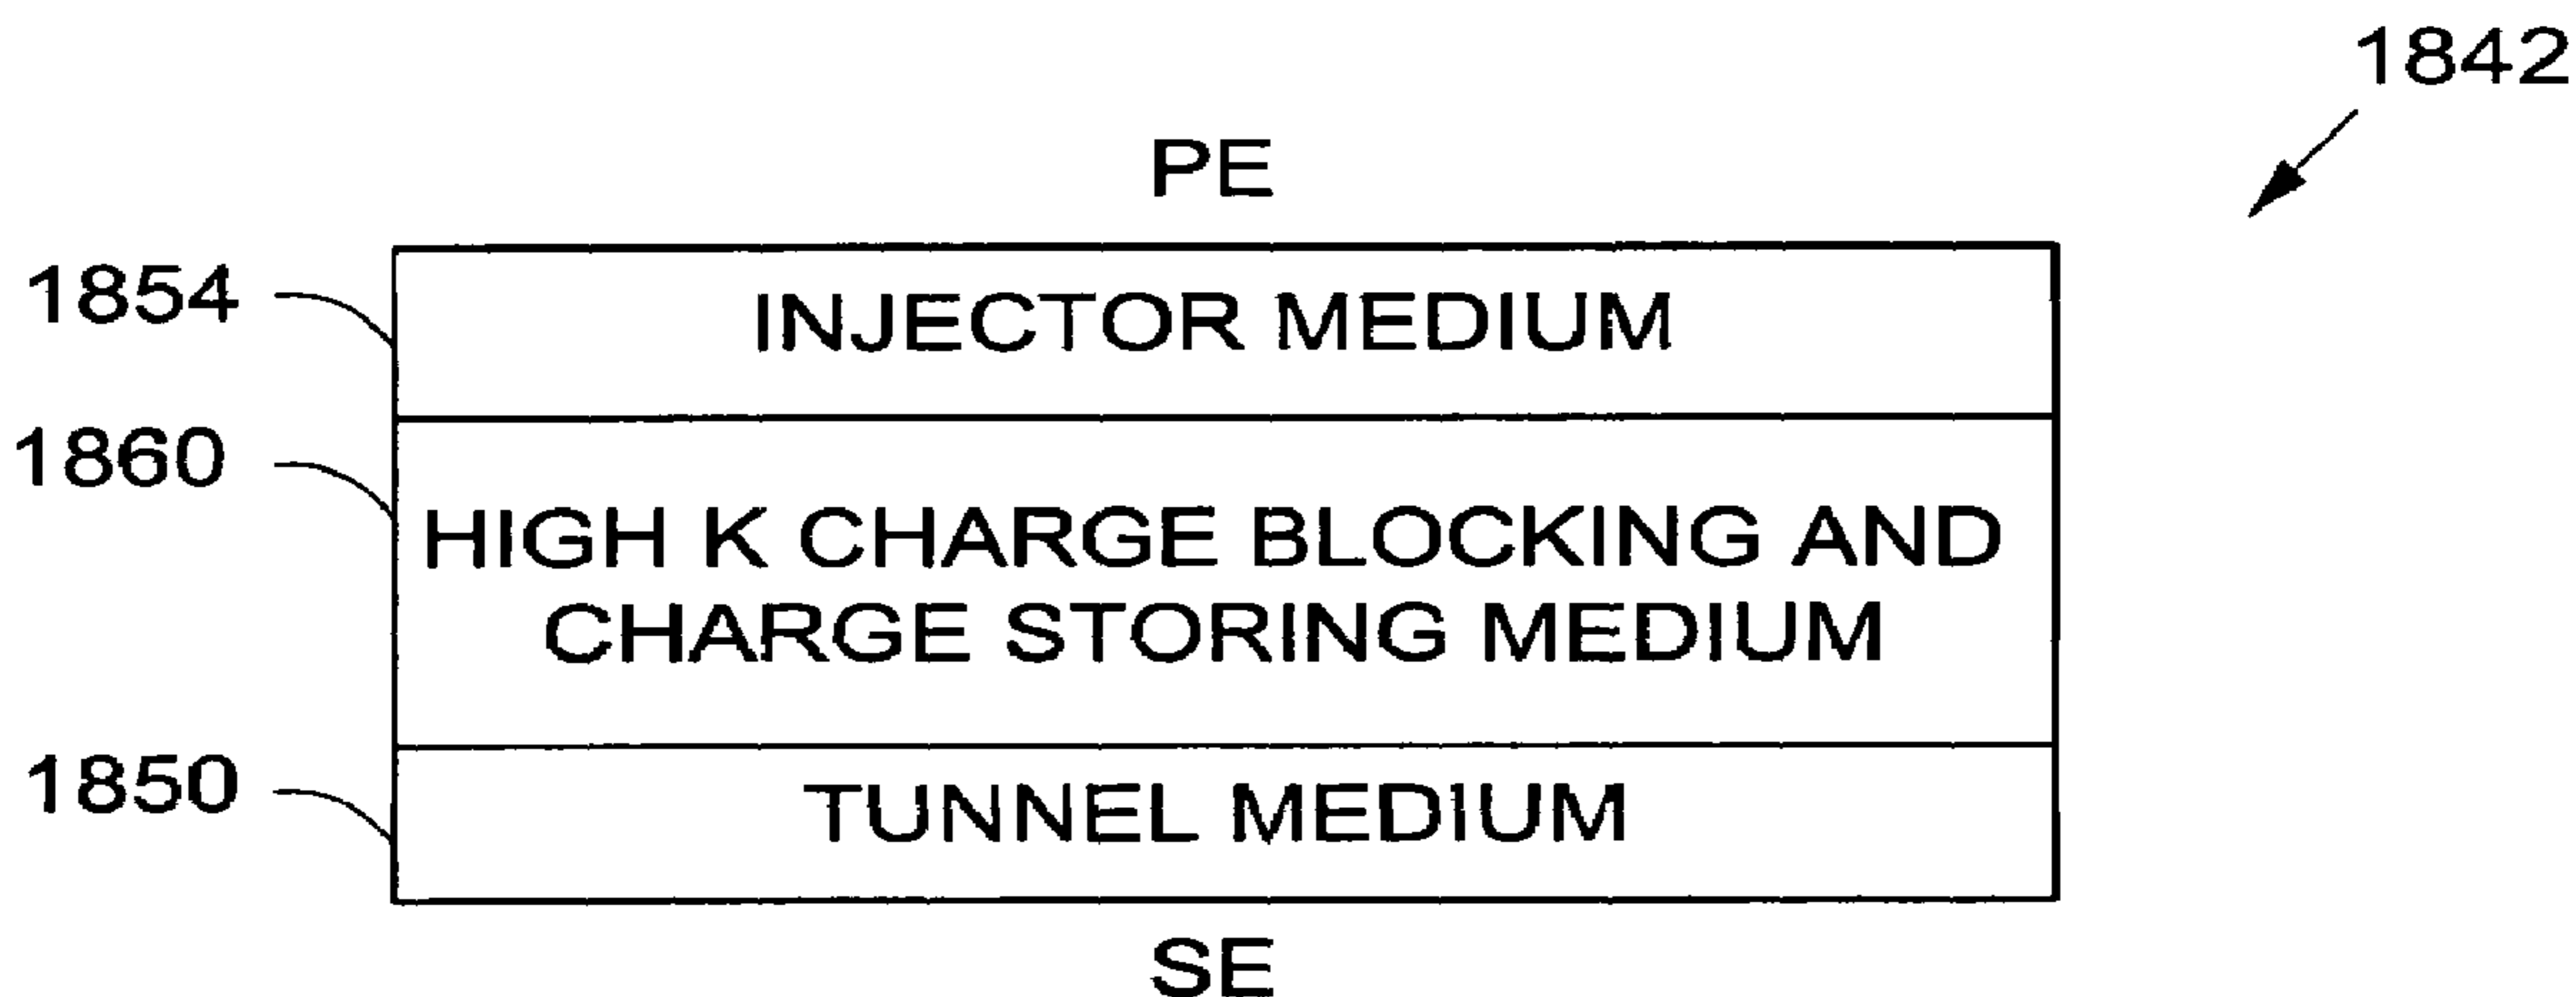 1842
PE
1854
INJECTOR MEDIUM
1860
HIGH K CHARGE BLOCKING AND
CHARGE STORING MEDIUM
1850
TUNNEL MEDIUM
SE